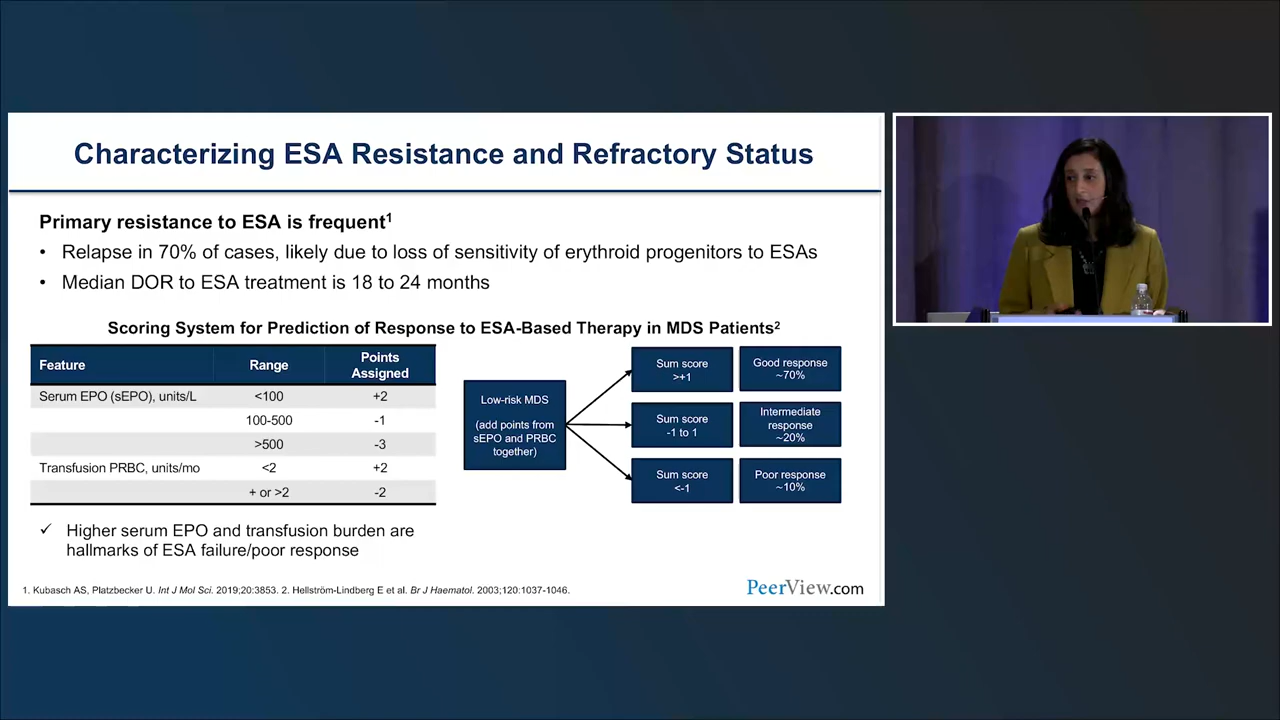 Characterizing ESA Resistance and Refractory Status
Primary resistance to ESA is frequent1
• Relapse in 70% of cases, likely due to loss of sensitivity of erythroid progenitors to ESAs
• Median DOR to ESA treatment is 18 to 24 months
Scoring System for Prediction of Response to ESA-Based Therapy in MDS Patients2
Feature Range Points Assigned
Serum EPO (sEPO), units/L <100 +2
100-500 -1
>500 -3
Transfusion PRBC, units/mo <2 +2
+ or >2 -2
Low-risk MDS
(add points from
sEPO and PRBC
together)
Sum score
>+1
Good response
~70%
Sum score
-1 to 1
Intermediate
response
~20%
Sum score
<-1
Poor response
~10%
✓ Higher serum EPO and transfusion burden are
hallmarks of ESA failure/poor response
1. Kubasch AS, Platzbecker U. Int J Mol Sci. 2019;20:3853. 2. Hellström-Lindberg E et al. Br J Haematol. 2003;120:1037-1046.
PeerView.com